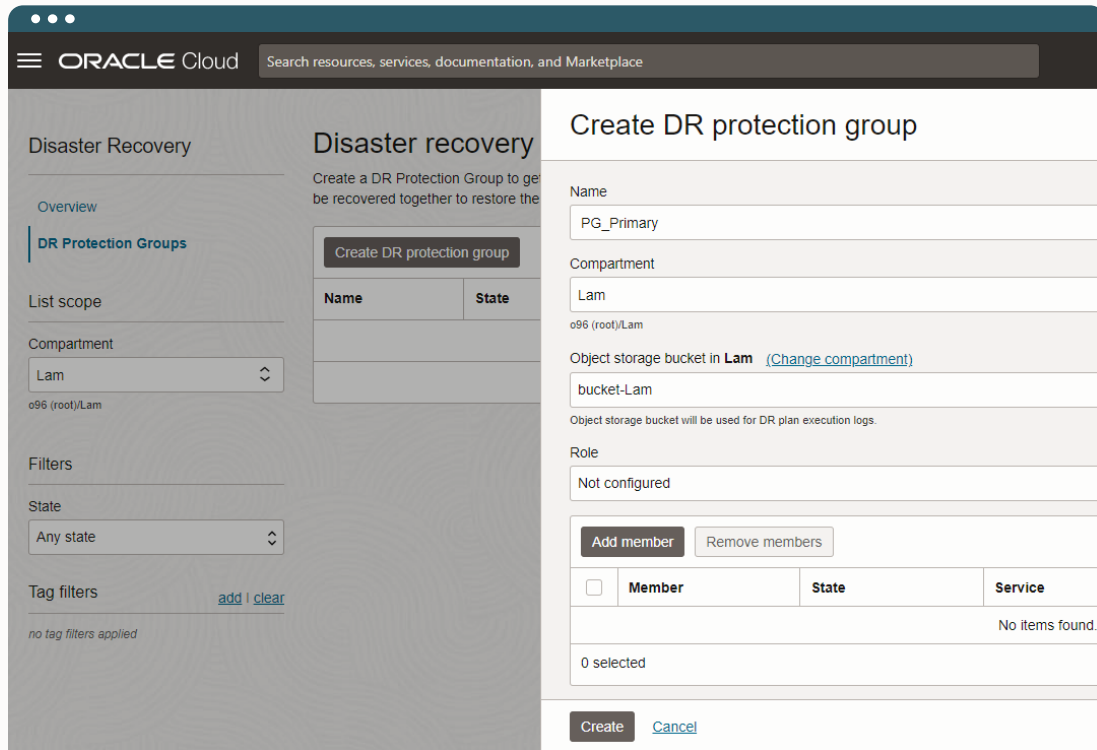 ORACLE Cloud
Search resources, services, documentation, and Marketplace
Disaster Recovery
Overview
DR Protection Groups
List scope
Compartment
Lam
o96 (root)/Lam
Filters
State
Any state
Tag filters
add | clear
no tag filters applied
Disaster recovery
Create a DR Protection Group to ge
be recovered together to restore the
Create DR protection group
Name State
Create DR protection group
Name
PG_Primary
Compartment
Lam
o96 (root)/Lam
Object storage bucket in Lam (Change compartment)
bucket-Lam
Object storage bucket will be used for DR plan execution logs.
Role
Not configured
Add member Remove members
Member State Service
No items found.
0 selected
Create Cancel